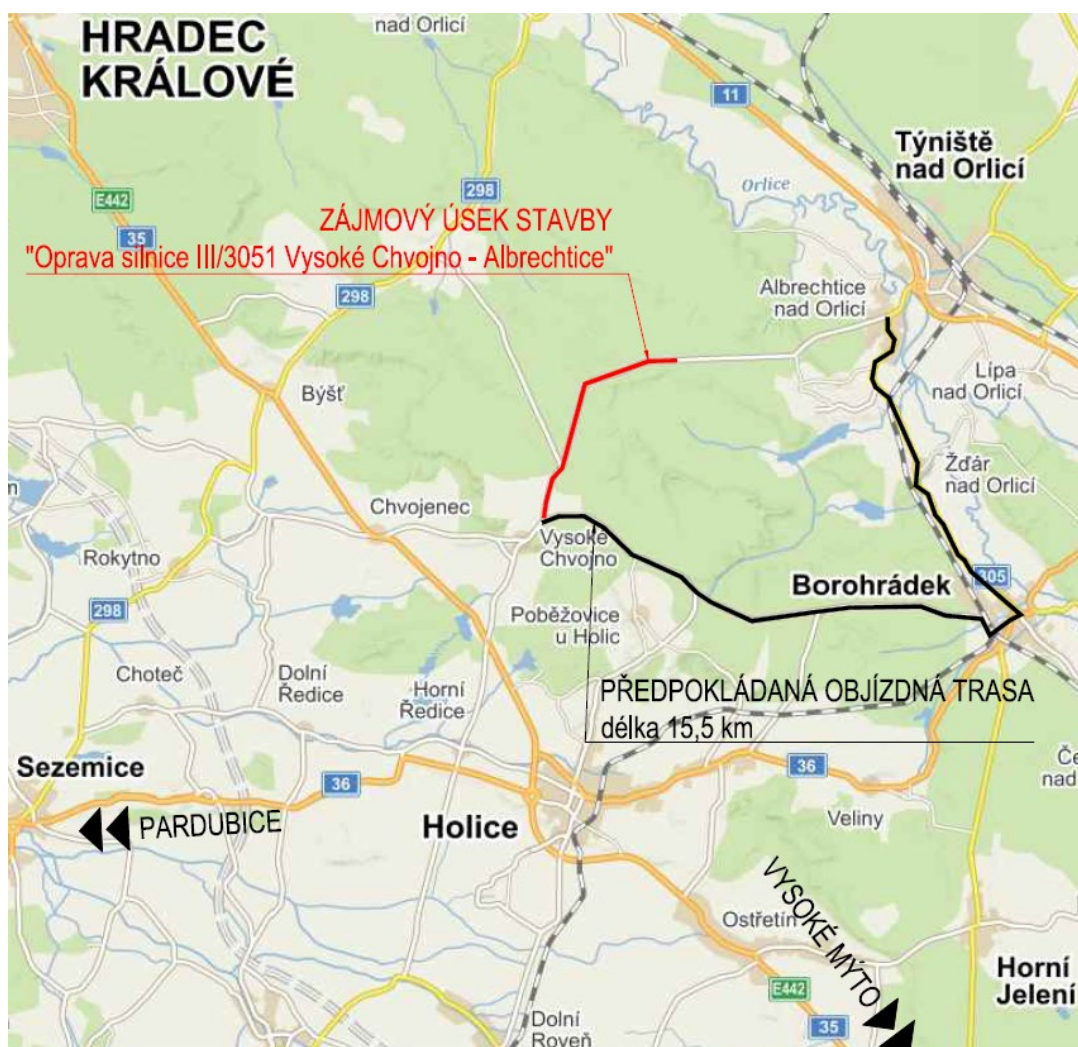 HRADEC
KRÁLOVÉ
nad Orlicí
11
Týniště
nad Orlicí
E442
298
Orlice
35
ZÁJMOVÝ ÚSEK STAVBY
"Oprava silnice III/3051 Vysoké Chvojno - Albrechtice"
298
Albrechtice
nad Orlicí
Býšť
Lípa
nad Orlicí
Žďár
nad Orlicí
Chvojenec
Vysoké
Chvojno
Rokytno
305
Borohrádek
298
Poběžovice
u Holic
Choteč
Dolní
Ředice
Horní
Ředice
PŘEDPOKLÁDANÁ OBJÍZDNÁ TRASA
délka 15,5 km
Sezemice
36
36
PARDUBICE
Holice
Veliny
VYSOKÉ MÝTO
Ostřetín
E442
Horní
Jelení
35
Dolní
Roveň